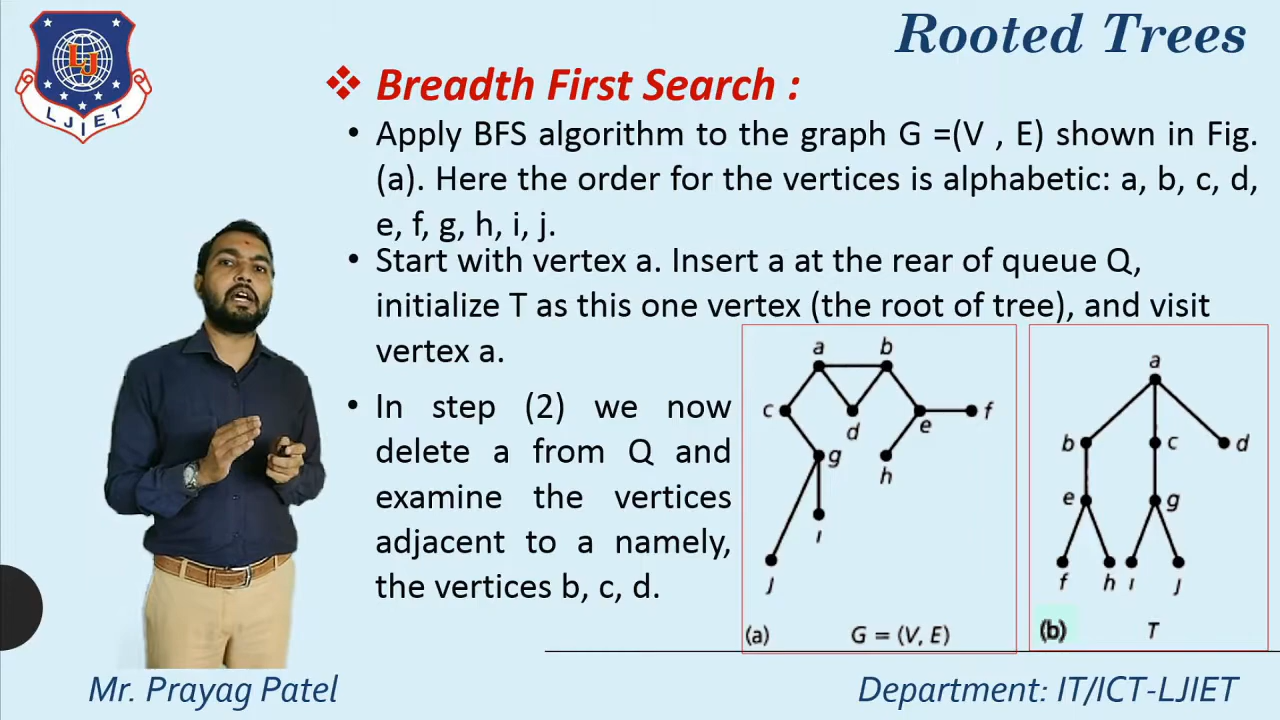 Rooted Trees
LJ
LJIET
❖ Breadth First Search :
• Apply BFS algorithm to the graph G =(V , E) shown in Fig.
(a). Here the order for the vertices is alphabetic: a, b, c, d,
e, f, g, h, i, j.
• Start with vertex a. Insert a at the rear of queue Q,
initialize T as this one vertex (the root of tree), and visit
vertex a.
• In step (2) we now
delete a from Q and
examine the vertices
adjacent to a namely,
the vertices b, c, d.
a b
c d e f
g h
i
j
(a) G = (V, E)
a
b c d
e g
f h i j
(b) T
Mr. Prayag Patel
Department: IT/ICT-LJIET